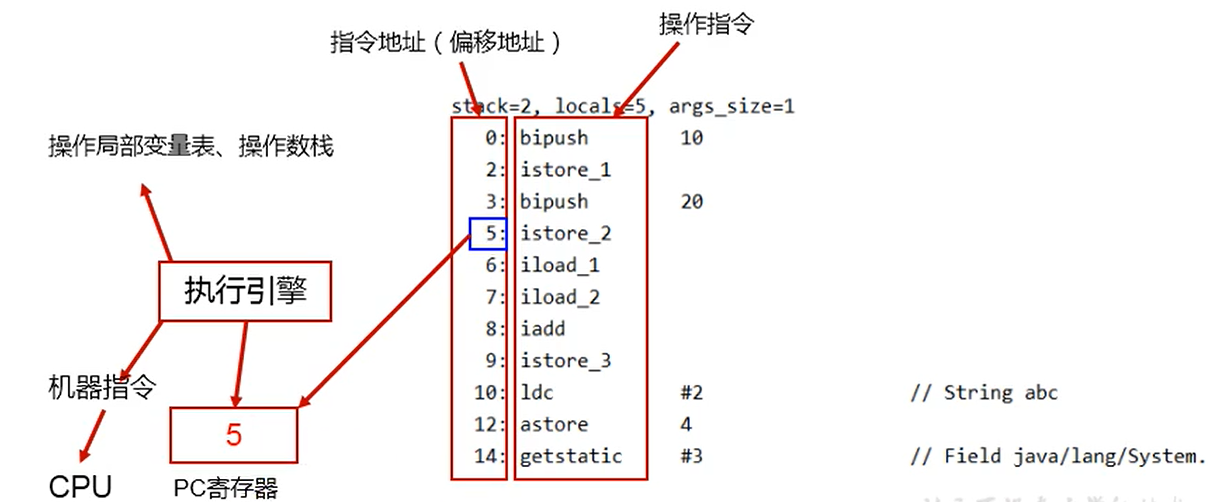 指令地址（偏移地址）
操作指令
stack=2, locals=5, args_size=1
0: bipush 10
2: istore_1
3: bipush 20
5: istore_2
6: iload_1
7: iload_2
8: iadd
9: istore_3
10: ldc #2 // String abc
12: astore 4
14: getstatic #3 // Field java/lang/System.
操作局部变量表、操作数栈
执行引擎
机器指令
5
CPU
PC寄存器